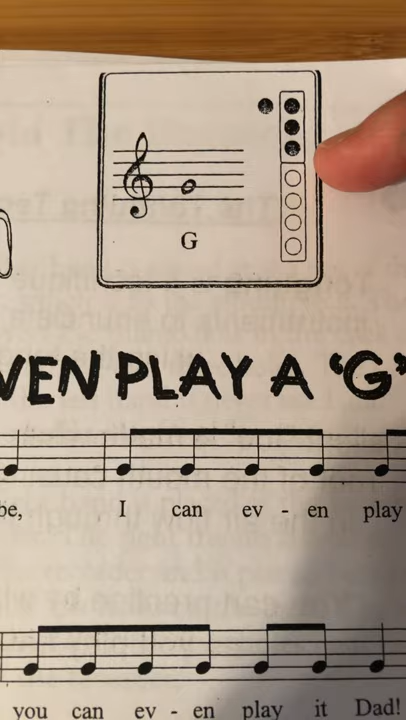 G
VEN PLAY A "G"
be, I can ev - en play
you can ev - en play it Dad!